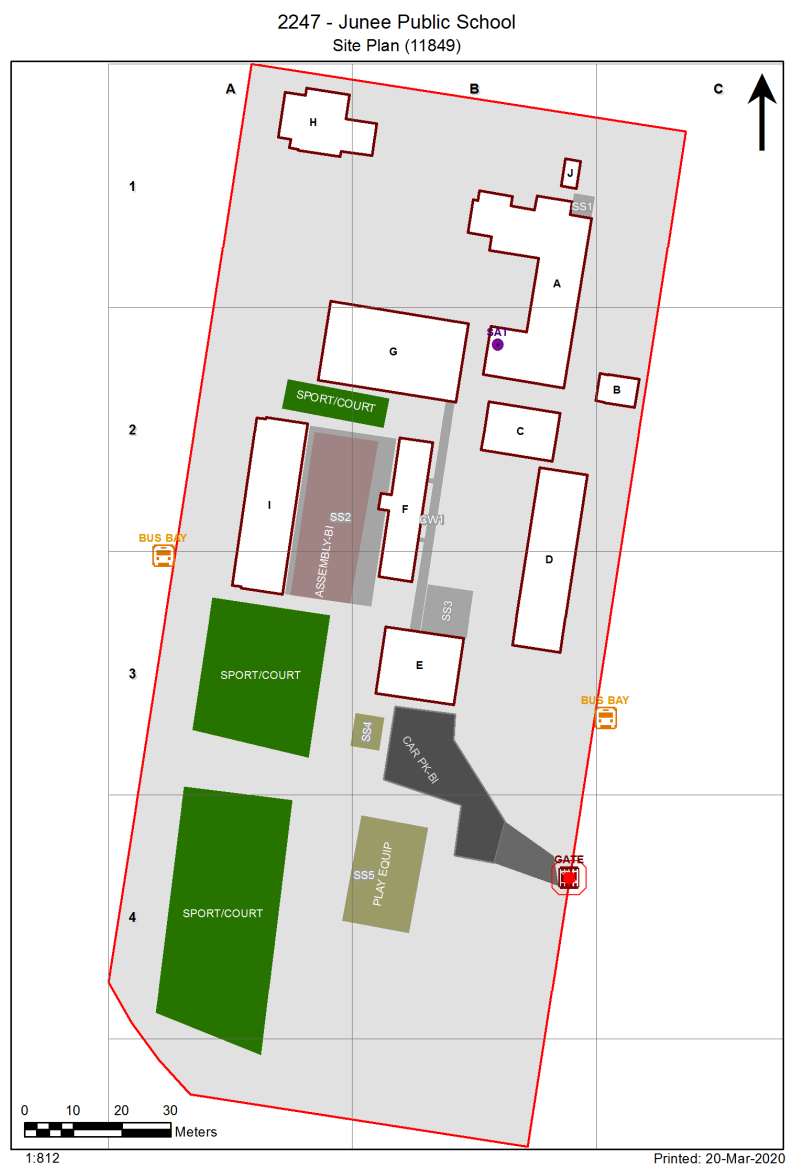 2247 - Junee Public School
Site Plan (11849)
A
B
C
H
1
J
SS1
A
SA1
G
B
SPORT/COURT
2
C
I
F
SS2
GW1
BUS BAY
ASSEMBLY-BI
D
SS3
E
3
SPORT/COURT
BUS BAY
SS4
CAR PK-BI
GATE
SS5
PLAY EQUIP
4
SPORT/COURT
0 10 20 30
Meters
1:812
Printed: 20-Mar-2020